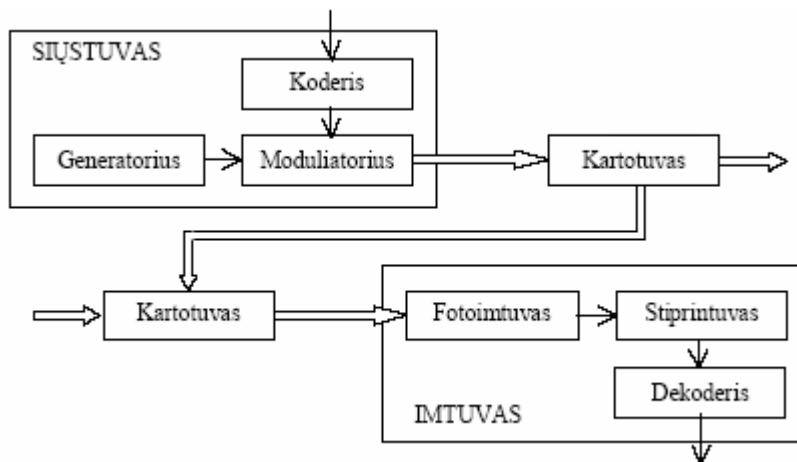 SIŲSTUVAS
Koderis
Generatorius
Moduliatorius
Kartotuvas
Kartotuvas
Fotoimtuvas
Stiprintuvas
Dekoderis
IMTUVAS